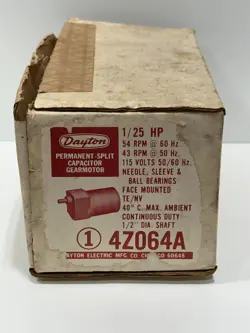 Dayton
PERMANENT-SPLIT
CAPACITOR
GEARMOTOR
1/25 HP
54 RPM @ 60 Hz.
43 RPM @ 50 Hz.
115 VOLTS 50/60 Hz.
NEEDLE, SLEEVE &
BALL BEARINGS
FACE MOUNTED
TE/NV
40° C. MAX. AMBIENT
CONTINUOUS DUTY
1/2" DIA. SHAFT
1 4Z064A
DAYTON ELECTRIC MFG. CO. CHICAGO 60648